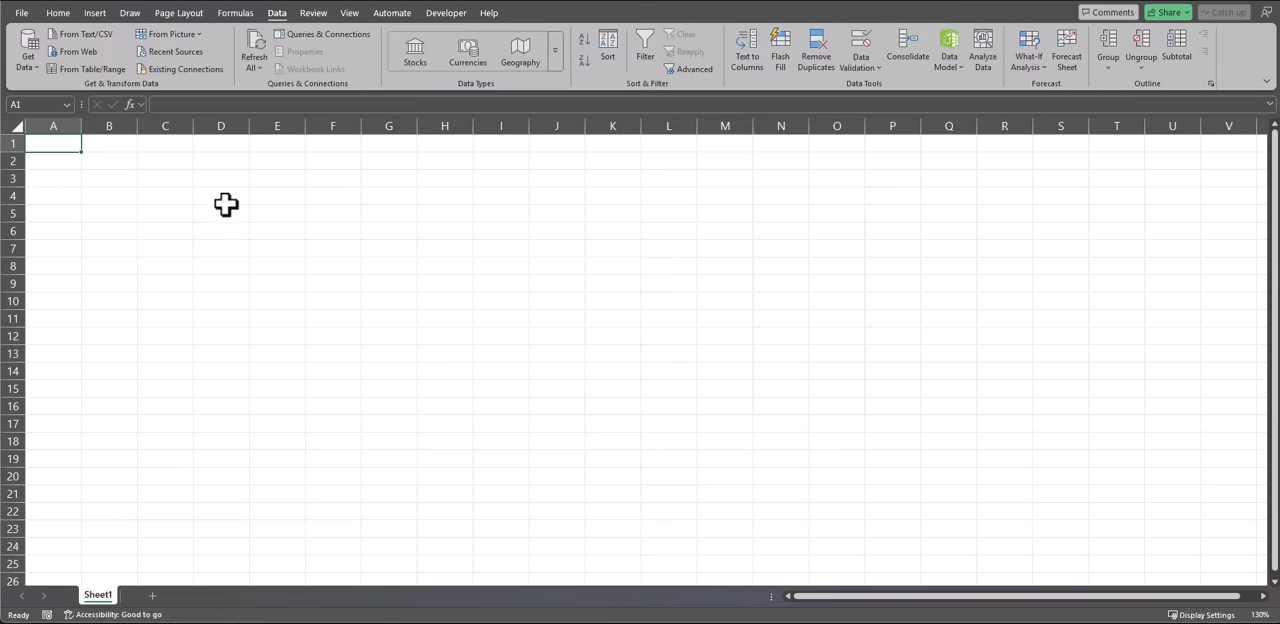 File Home Insert Draw Page Layout Formulas Data Review View Automate Developer Help Comments Share Catch up
Get Data
From Text/CSV
From Web
From Table/Range
From Picture
Recent Sources
Existing Connections
Get & Transform Data
Refresh All
Queries & Connections
Properties
Workbook Links
Queries & Connections
Stocks Currencies Geography
Data Types
Sort
Filter
Clear
Reapply
Advanced
Sort & Filter
Text to Columns
Flash Fill
Remove Duplicates
Data Validation
Consolidate
Data Model
Analyze Data
Data Tools
What-If Analysis
Forecast Sheet
Forecast
Group
Ungroup
Subtotal
Outline
A1 fx
A B C D E F G H I J K L M N O P Q R S T U V
1
2
3
4
5
6
7
8
9
10
11
12
13
14
15
16
17
18
19
20
21
22
23
24
25
26
Sheet1
Ready Accessibility: Good to go Display Settings 130%